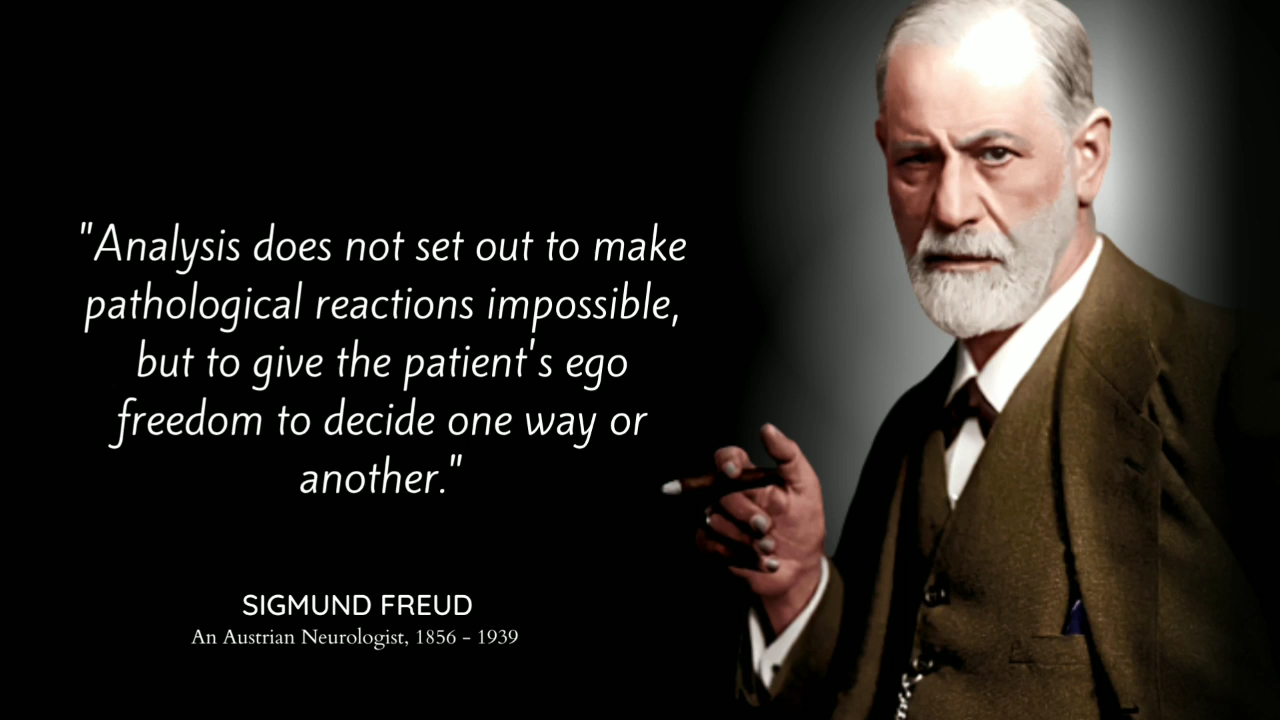 "Analysis does not set out to make
pathological reactions impossible,
but to give the patient's ego
freedom to decide one way or
another."
SIGMUND FREUD
An Austrian Neurologist, 1856 - 1939